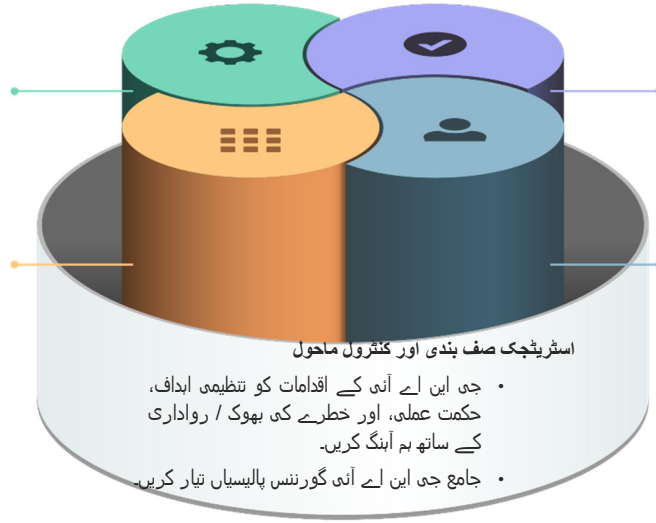 اسٹریٹجک صف بندی اور کنٹرول ماحول
• جی این اے آئی کے اقدامات کو تنظیمی اہداف،
حکمت عملی، اور خطرے کی بھوک / رواداری
کے ساتھ ہم آہنگ کریں۔
• جامع جی این اے آئی گورننس پالیسیاں تیار کریں۔